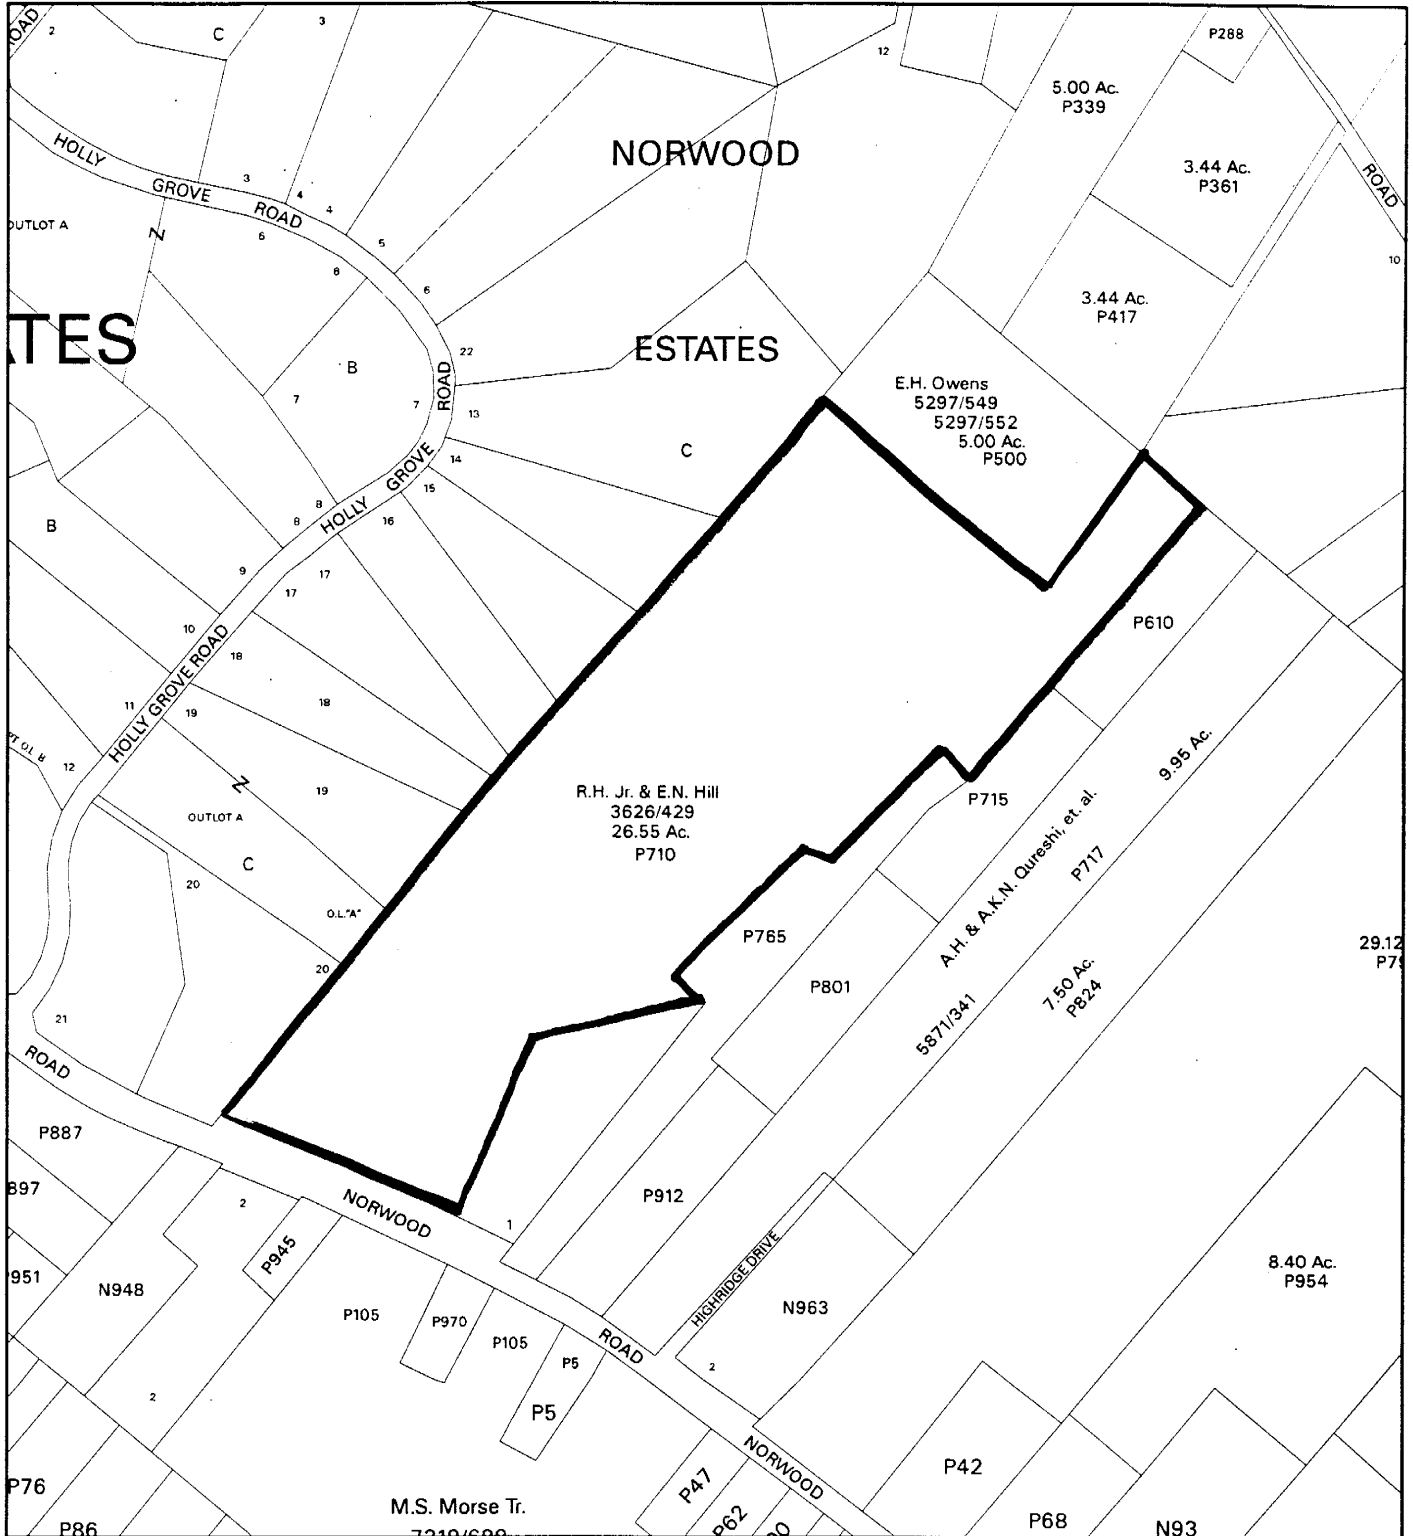 ROAD
2
C
3
12
P288
5.00 Ac.
P339
HOLLY
GROVE
ROAD
3
4
4
NORWOOD
3.44 Ac.
P361
ROAD
OUTLOT A
Z
6
8
5
6
10
3.44 Ac.
P417
TES
ESTATES
22
B
7
7
ROAD
13
E.H. Owens
5297/549
5297/552
5.00 Ac.
P500
C
14
15
GROVE
HOLLY
8
8
16
B
9
17
17
10
18
HOLLY GROVE ROAD
P610
11
19
18
12
Z
19
OUTLOT A
C
20
O.L."A"
20
R.H. Jr. & E.N. Hill
3626/429
26.55 Ac.
P710
9.95 Ac.
P715
A.H. & A.K.N. Qureshi, et. al.
P717
P765
P801
29.12
5871/341
7.50 Ac.
P824
21
ROAD
P887
897
2
NORWOOD
1
P912
P945
951
N948
P105
P970
P105
HIGHRIDGE DRIVE
N963
8.40 Ac.
P954
ROAD
P5
P5
2
2
NORWOOD
P76
P86
M.S. Morse Tr.
P47
P62
P42
P68
N93